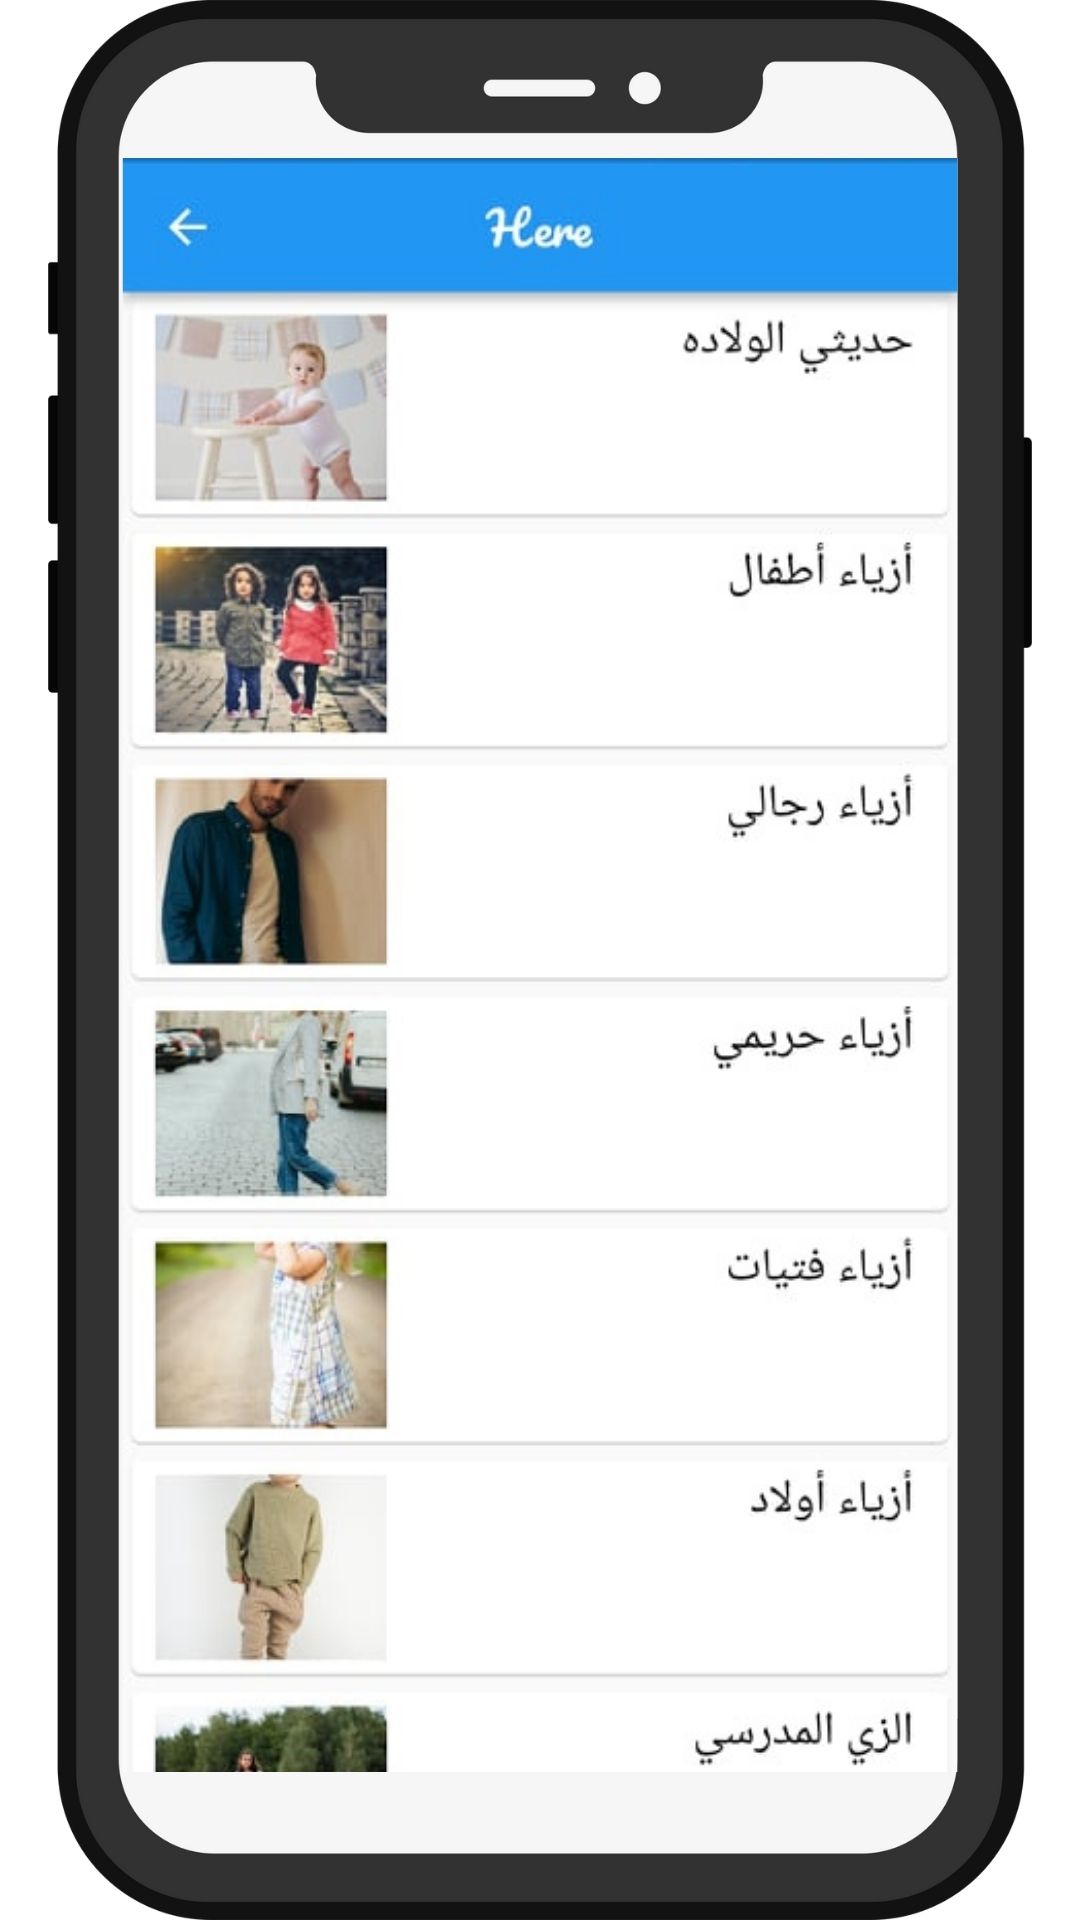 Here
حديثي الولاده
أزياء أطفال
أزياء رجالي
أزياء حريمي
أزياء فتيات
أزياء أولاد
الزي المدرسي